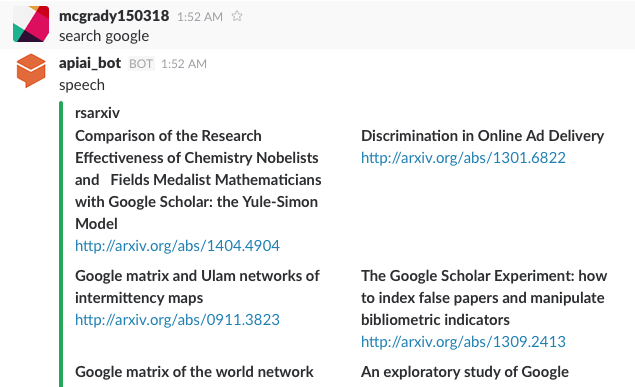 mcgrady150318 1:52 AM
search google
apiai_bot BOT 1:52 AM
speech
rsarxiv
Comparison of the Research
Effectiveness of Chemistry Nobelists
and Fields Medalist Mathematicians
with Google Scholar: the Yule-Simon
Model
http://arxiv.org/abs/1404.4904
Discrimination in Online Ad Delivery
http://arxiv.org/abs/1301.6822
Google matrix and Ulam networks of
intermittency maps
http://arxiv.org/abs/0911.3823
The Google Scholar Experiment: how
to index false papers and manipulate
bibliometric indicators
http://arxiv.org/abs/1309.2413
Google matrix of the world network
An exploratory study of Google